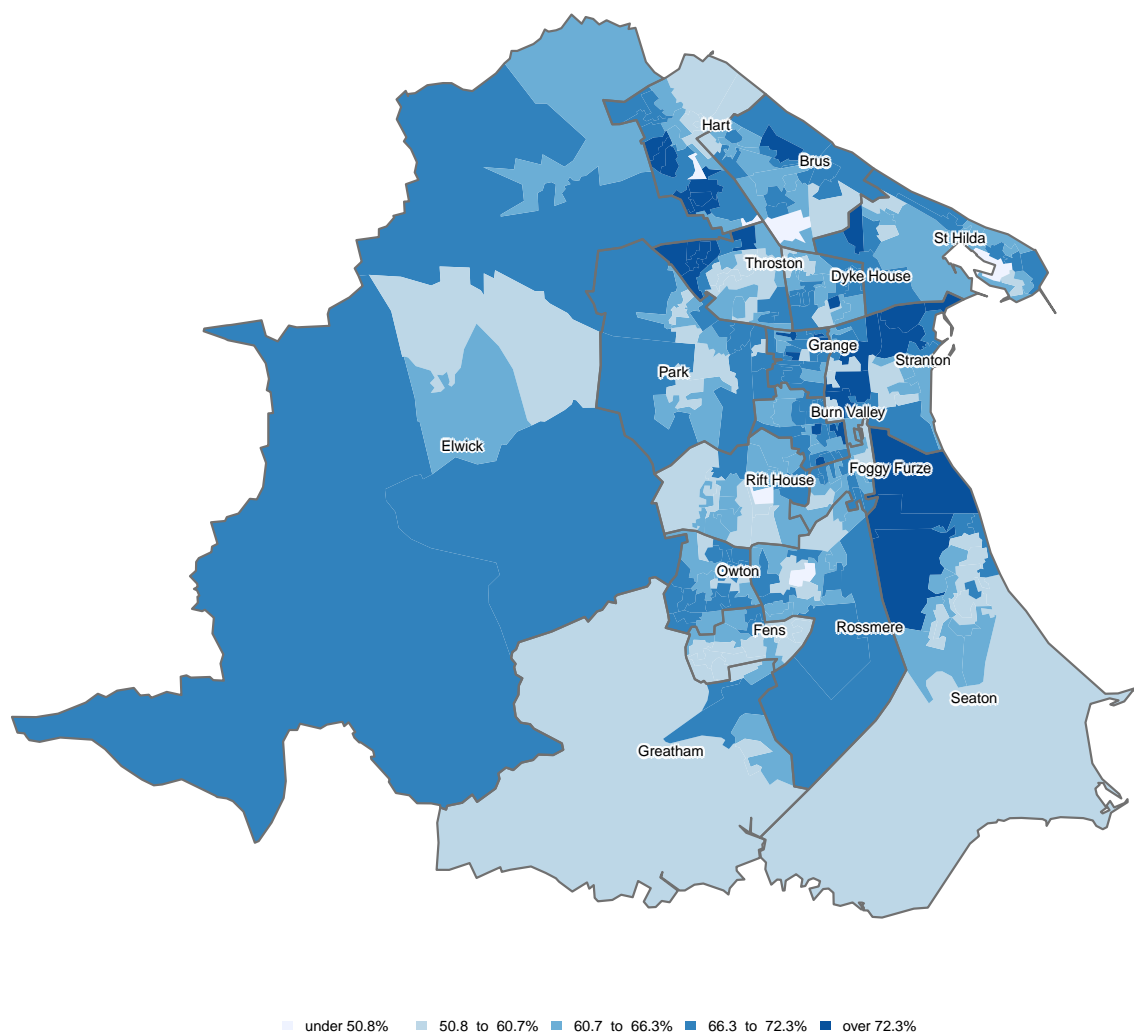 Hart
Brus
St Hilda
Throston
Dyke House
Grange
Stranton
Park
Burn Valley
Elwick
Foggy Furze
Rift House
Owton
Fens
Rossmere
Seaton
Greatham
under 50.8% 50.8 to 60.7% 60.7 to 66.3% 66.3 to 72.3% over 72.3%